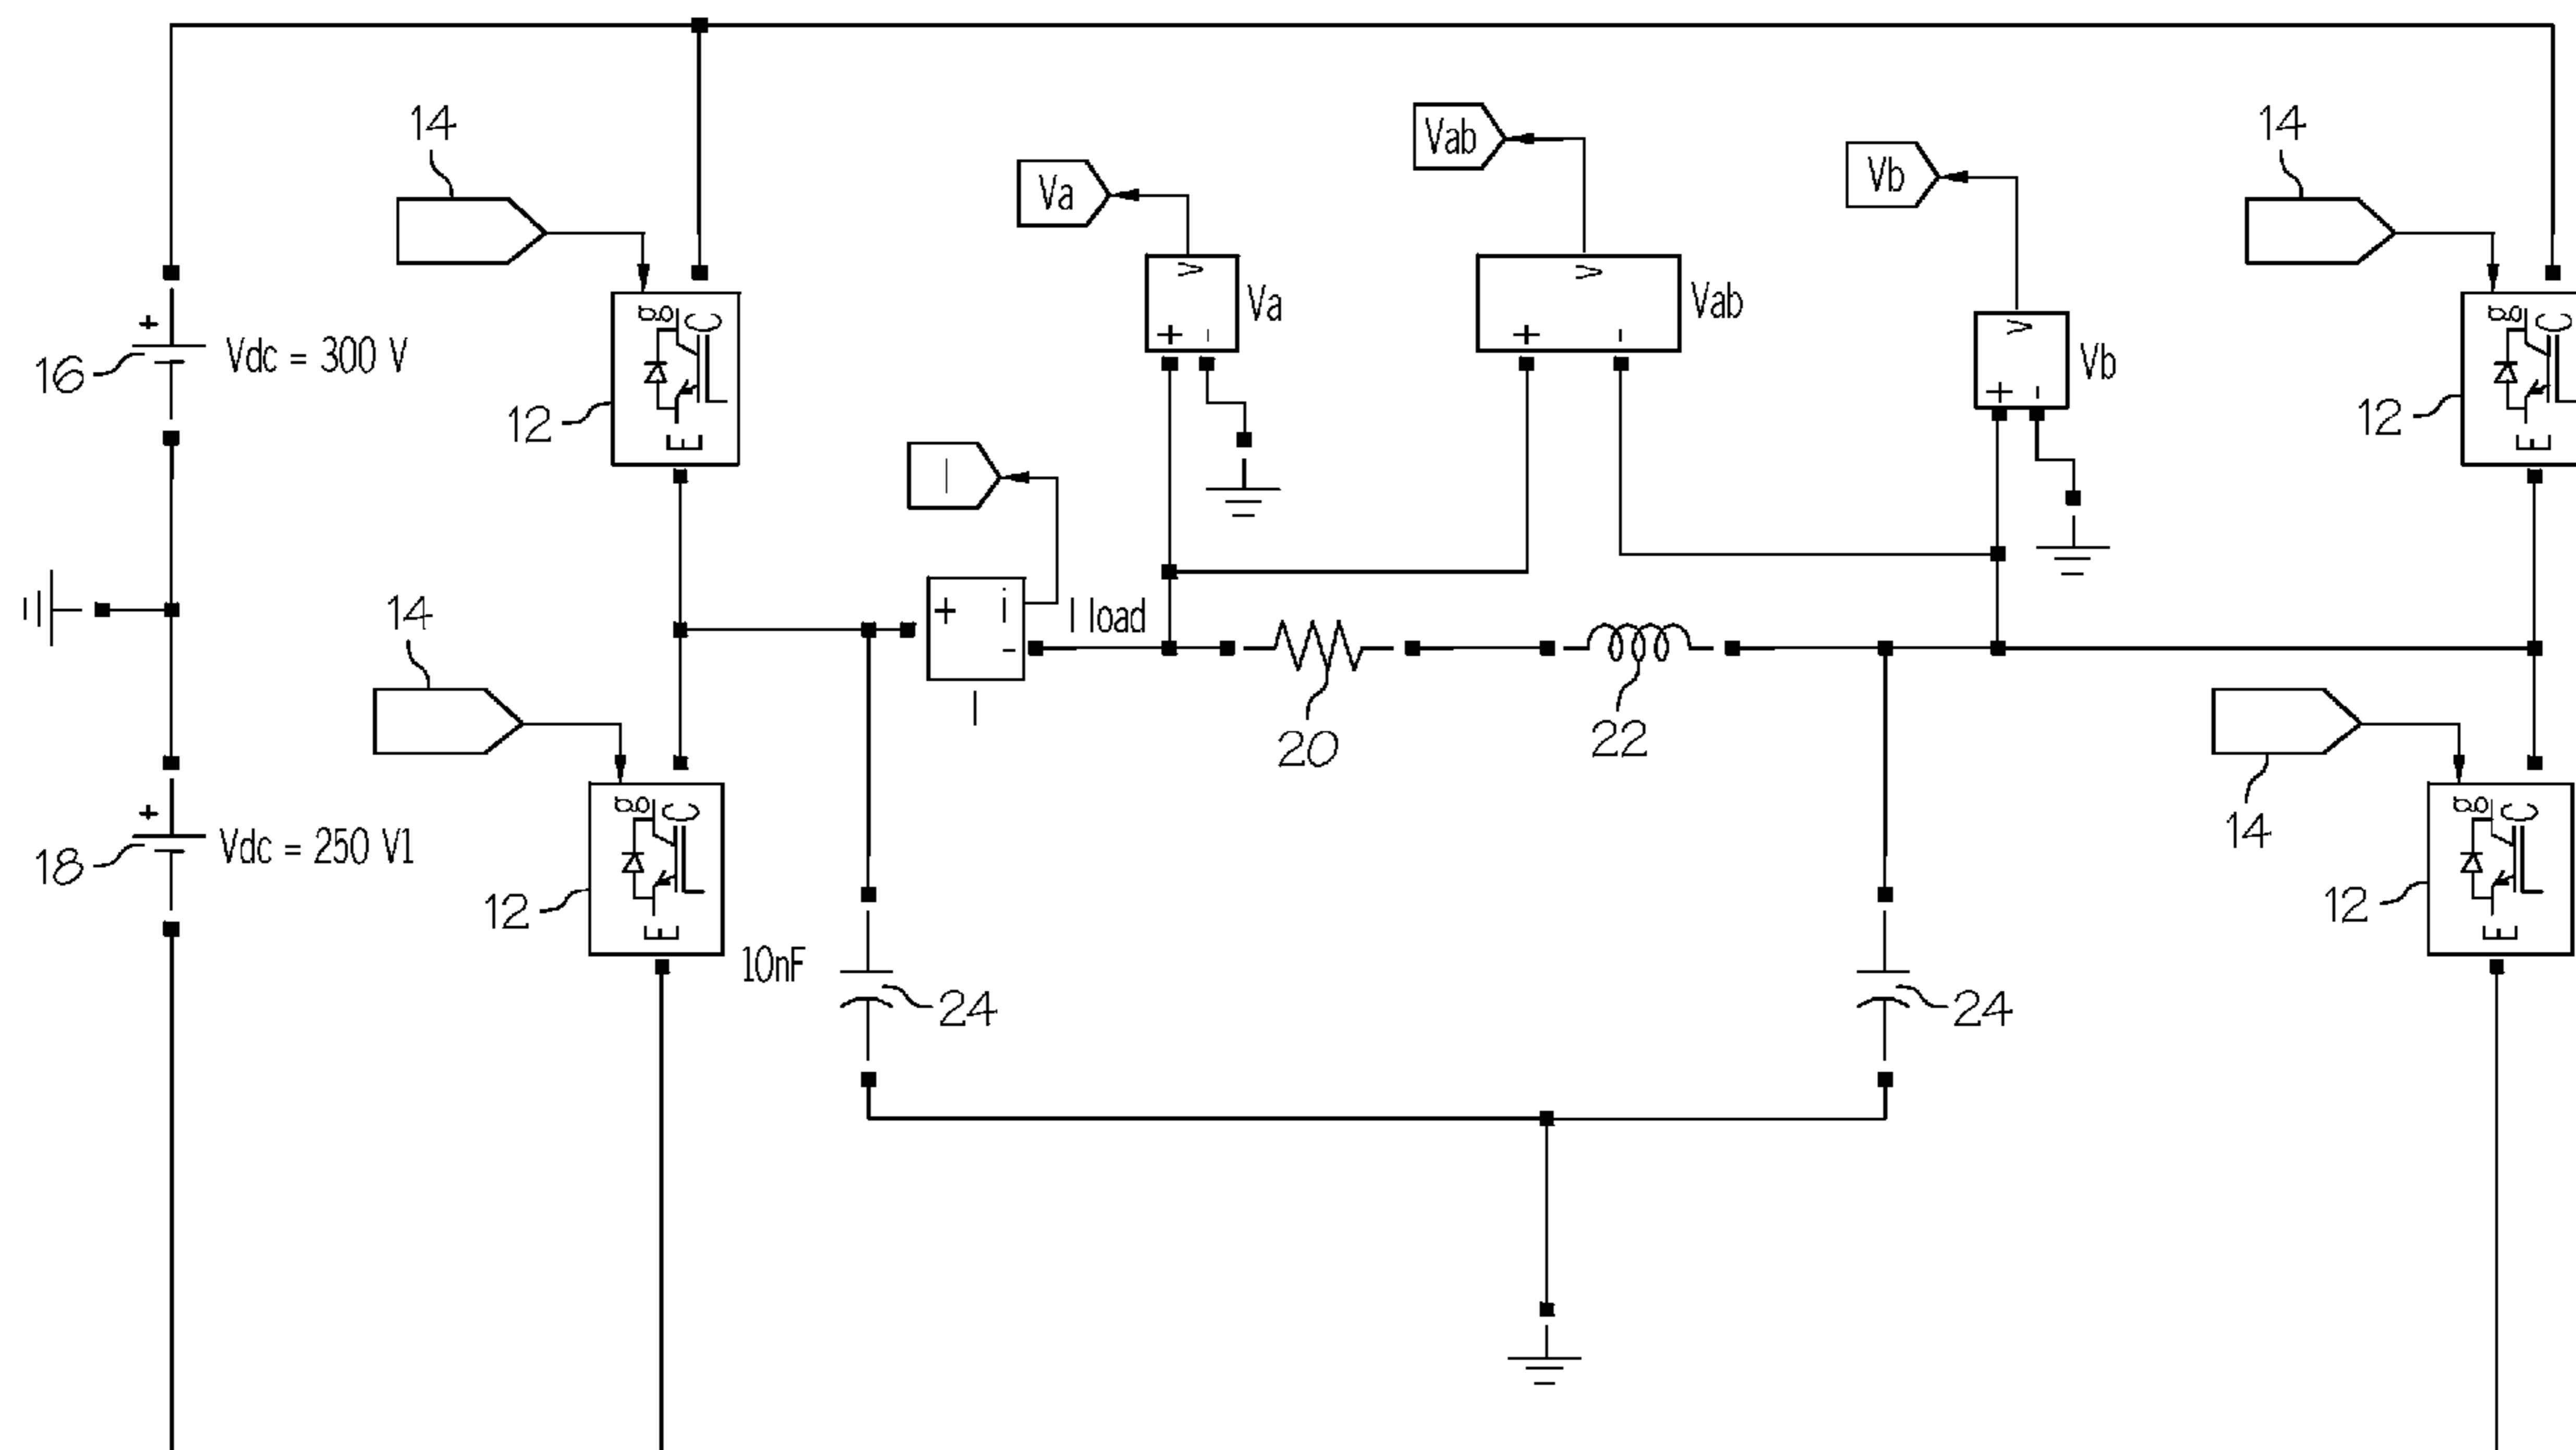 14
14
Vab
Va
Vb
g C
E
12
V
+ -
Va
V
+ -
Vab
V
+ -
Vb
g C
E
12
+
16
Vdc = 300 V
I
+ i
-
I
I load
14
20
22
14
+
18
Vdc = 250 V1
g C
E
12
10nF
24
24
g C
E
12